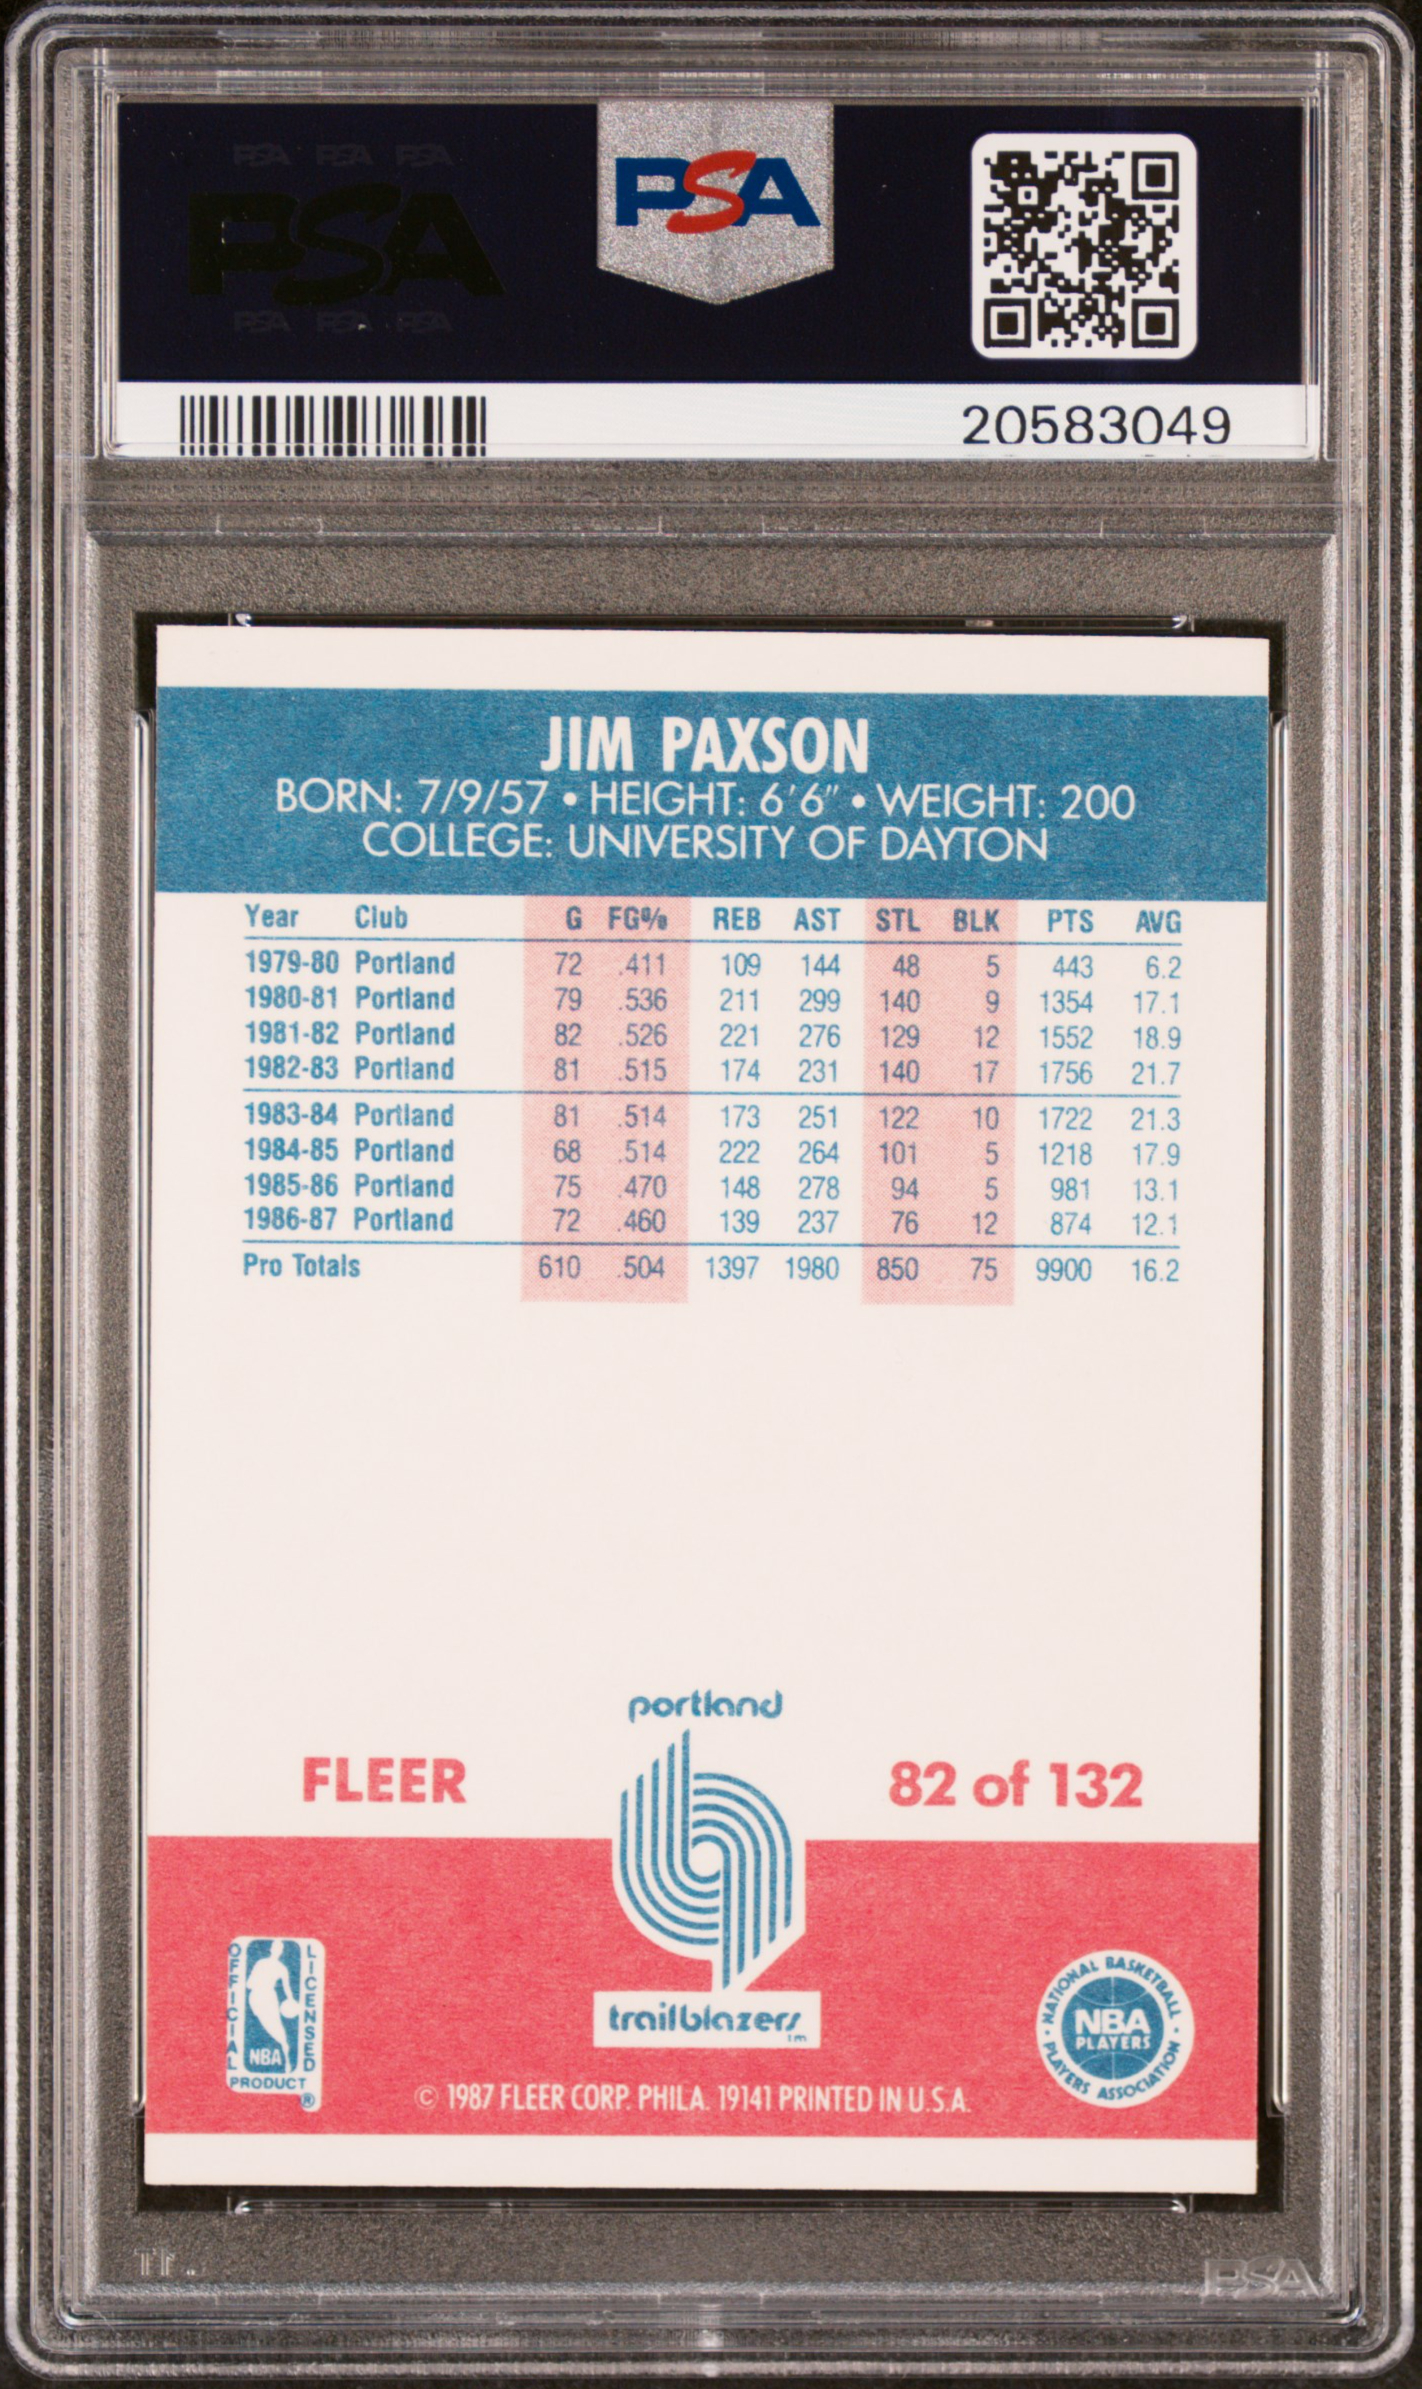 PSA PSA PSA
PSA
PSA PSA PSA
PSA
20583049
JIM PAXSON
BORN: 7/9/57 • HEIGHT: 6'6" • WEIGHT: 200
COLLEGE: UNIVERSITY OF DAYTON
Year Club G FG% REB AST STL BLK PTS AVG
1979-80 Portland 72 .411 109 144 48 5 443 6.2
1980-81 Portland 79 .536 211 299 140 9 1354 17.1
1981-82 Portland 82 .526 221 276 129 12 1552 18.9
1982-83 Portland 81 .515 174 231 140 17 1756 21.7
1983-84 Portland 81 .514 173 251 122 10 1722 21.3
1984-85 Portland 68 .514 222 264 101 5 1218 17.9
1985-86 Portland 75 .470 148 278 94 5 981 13.1
1986-87 Portland 72 .460 139 237 76 12 874 12.1
Pro Totals 610 .504 1397 1980 850 75 9900 16.2
portland
FLEER
82 of 132
trailblazers
TM
OFFICIAL LICENSED
NBA
PRODUCT
®
NATIONAL BASKETBALL
NBA
PLAYERS
• PLAYERS ASSOCIATION •
© 1987 FLEER CORP. PHILA. 19141 PRINTED IN U.S.A.
PSA